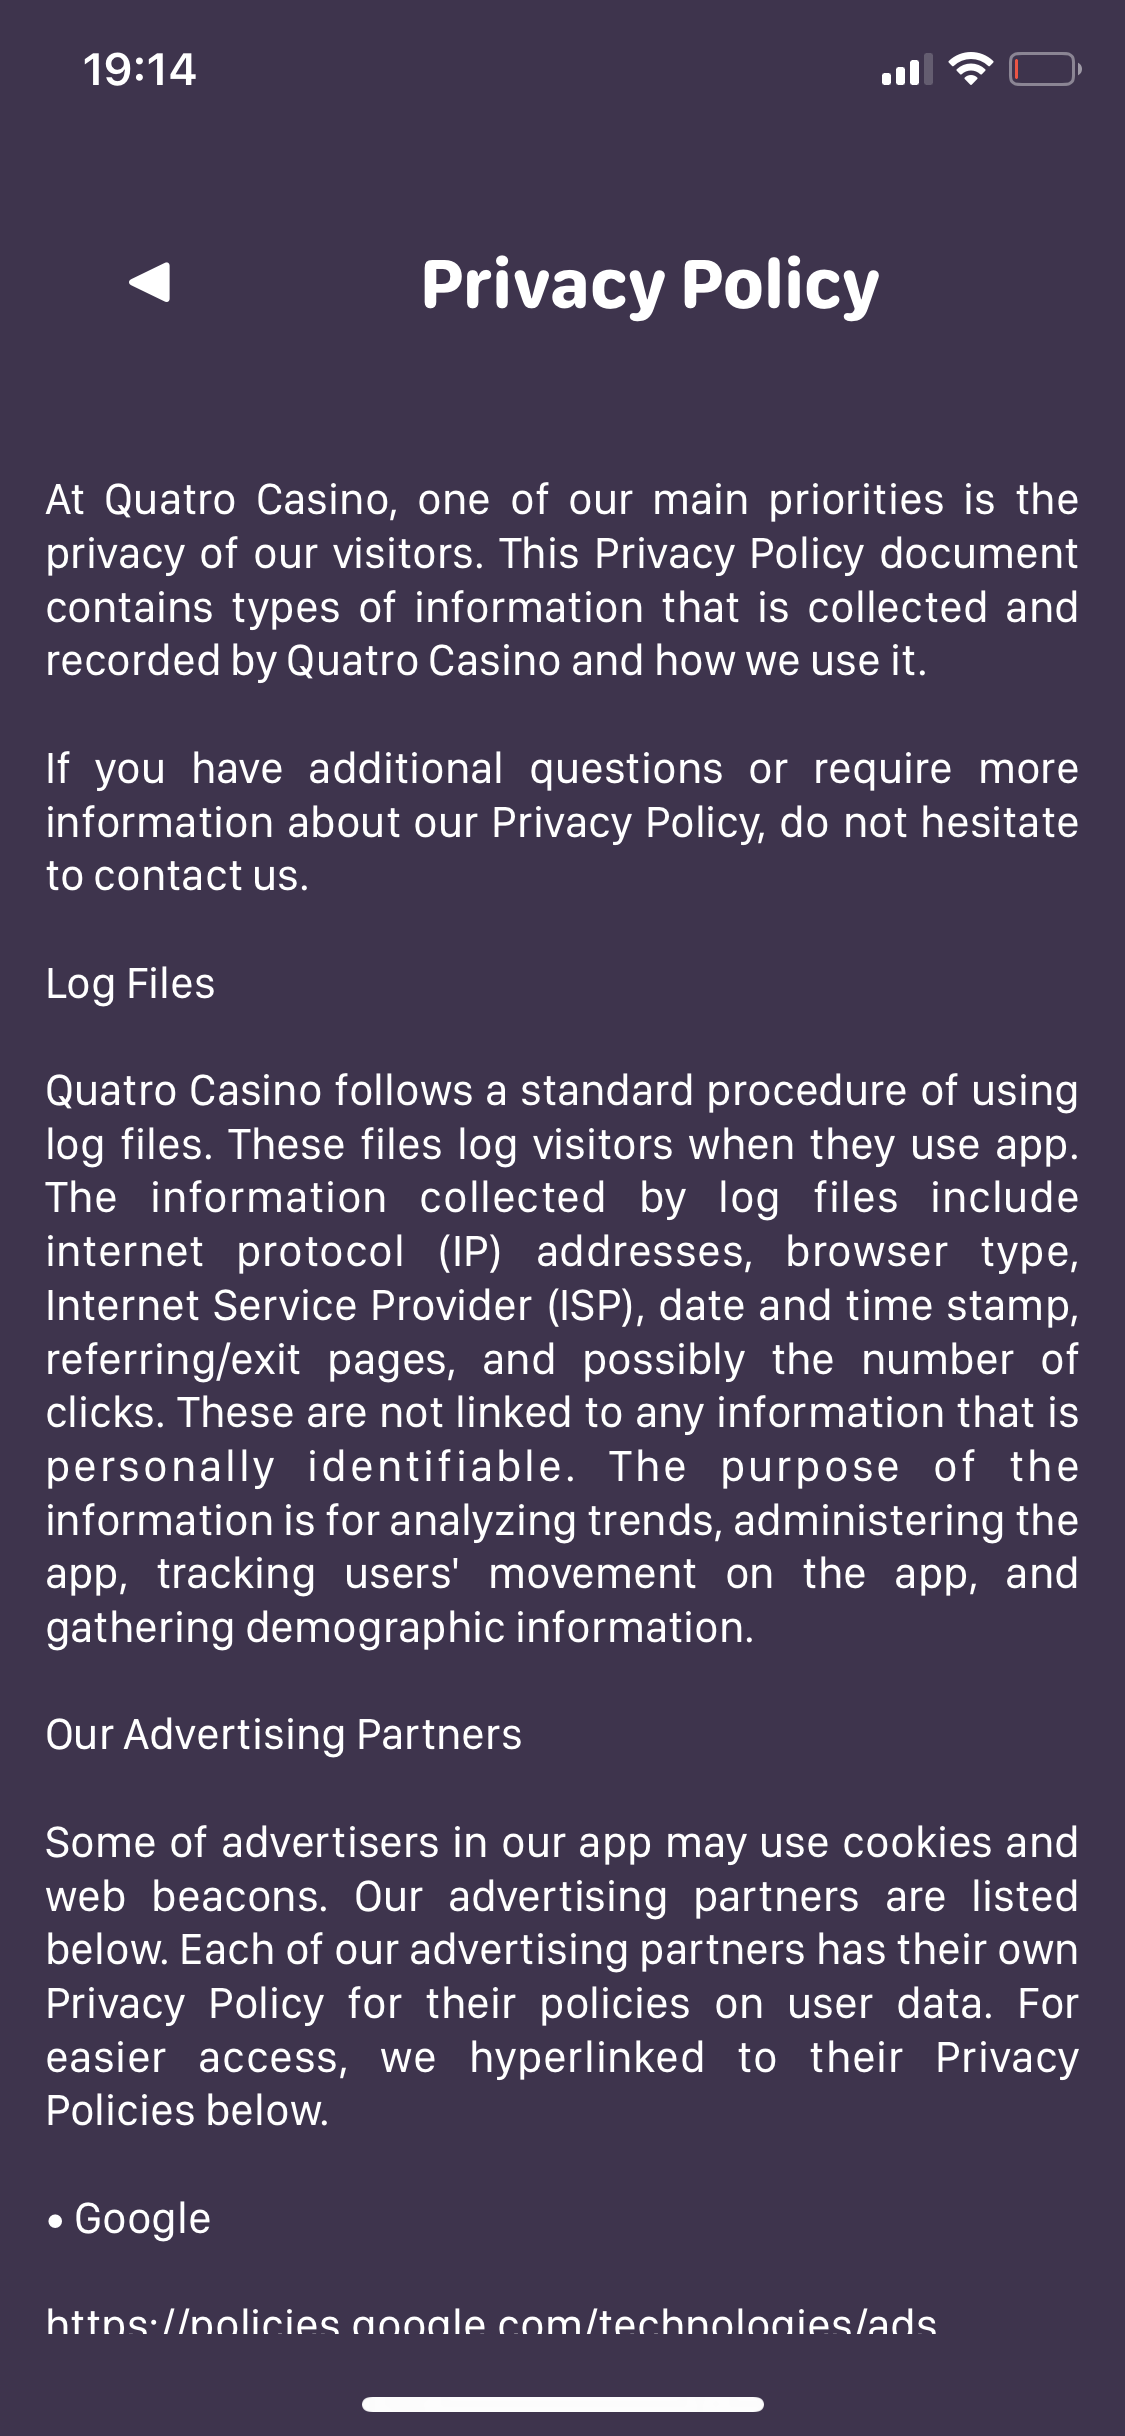 19:14
Privacy Policy
At Quatro Casino, one of our main priorities is the
privacy of our visitors. This Privacy Policy document
contains types of information that is collected and
recorded by Quatro Casino and how we use it.
If you have additional questions or require more
information about our Privacy Policy, do not hesitate
to contact us.
Log Files
Quatro Casino follows a standard procedure of using
log files. These files log visitors when they use app.
The information collected by log files include
internet protocol (IP) addresses, browser type,
Internet Service Provider (ISP), date and time stamp,
referring/exit pages, and possibly the number of
clicks. These are not linked to any information that is
personally identifiable. The purpose of the
information is for analyzing trends, administering the
app, tracking users' movement on the app, and
gathering demographic information.
Our Advertising Partners
Some of advertisers in our app may use cookies and
web beacons. Our advertising partners are listed
below. Each of our advertising partners has their own
Privacy Policy for their policies on user data. For
easier access, we hyperlinked to their Privacy
Policies below.
• Google
https://policies.google.com/technologies/ads